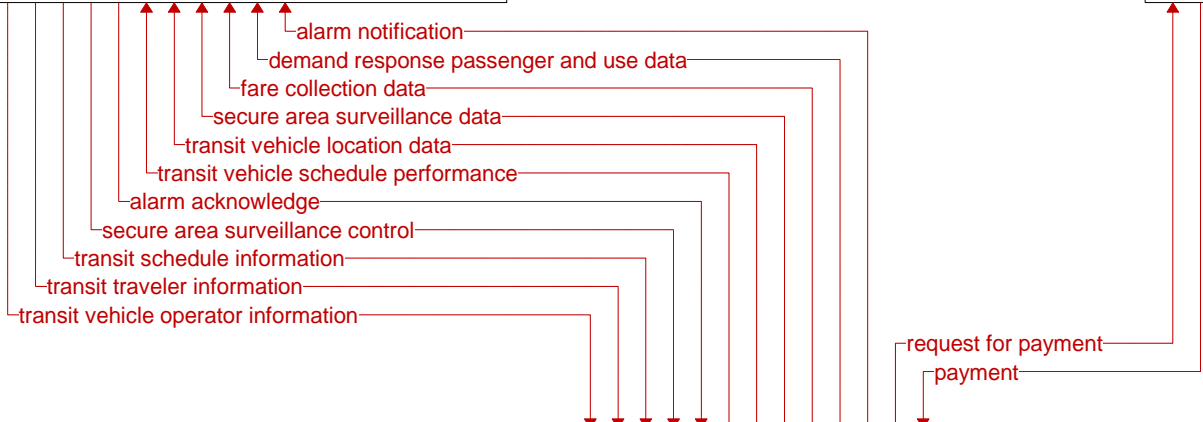 alarm notification
demand response passenger and use data
fare collection data
secure area surveillance data
transit vehicle location data
transit vehicle schedule performance
alarm acknowledge
secure area surveillance control
transit schedule information
transit traveler information
transit vehicle operator information
request for payment
payment